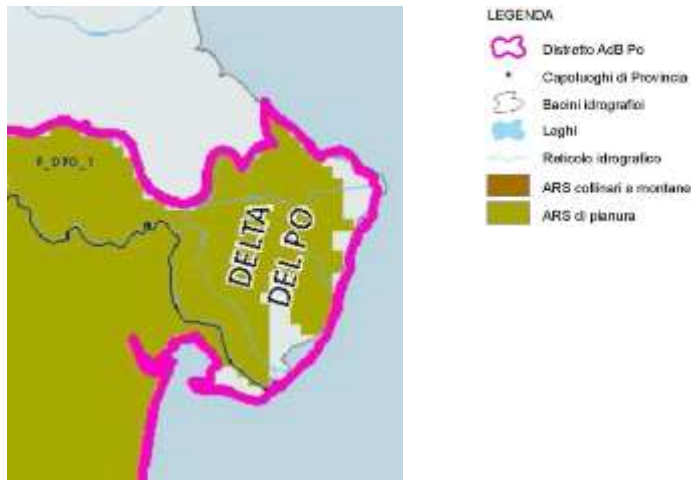 P_DPO_1
DELTA
DEL PO
LEGENDA
Distretto AdB Po
Capoluoghi di Provincia
Bacini idrografici
Laghi
Reticolo idrografico
ARS collinari e montane
ARS di pianura